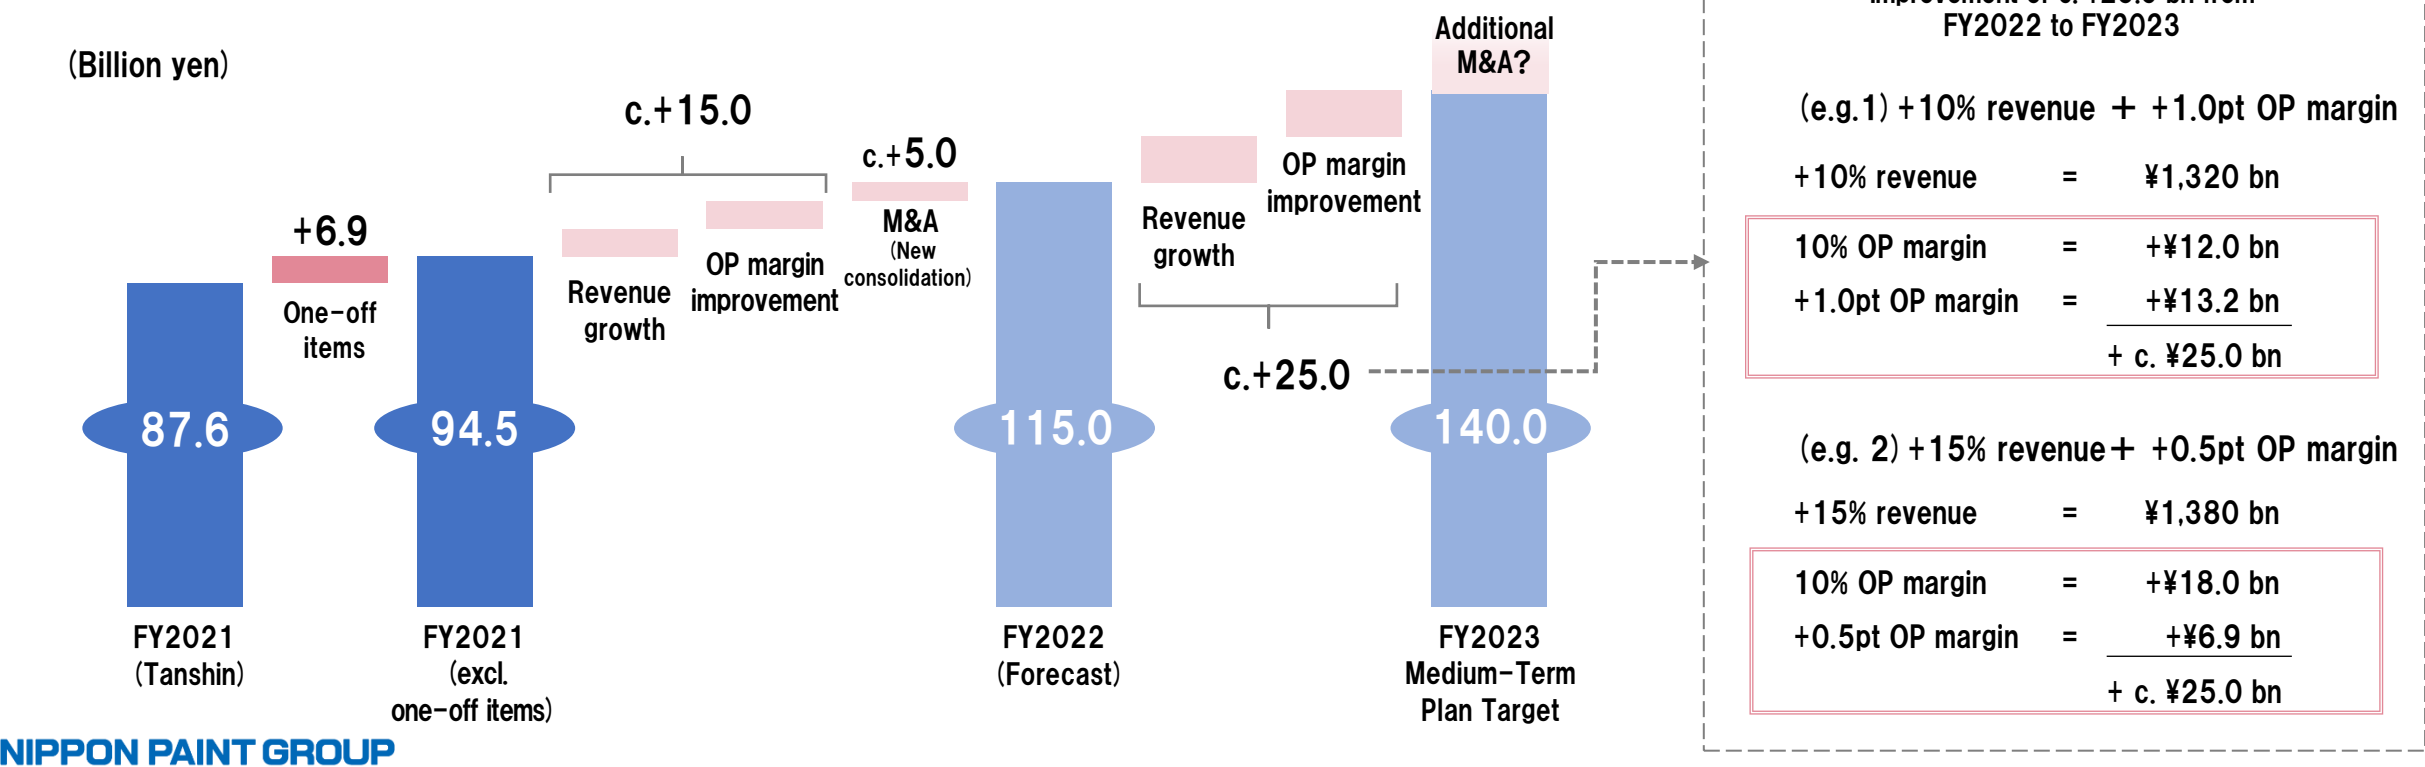 (Billion yen)
87.6
FY2021
(Tanshin)
+6.9
One-off
items
94.5
FY2021
(excl.
one-off items)
c.+15.0
Revenue
growth
OP margin
improvement
c.+5.0
M&A
(New
consolidation)
115.0
FY2022
(Forecast)
Revenue
growth
OP margin
improvement
c.+25.0
Additional
M&A?
140.0
FY2023
Medium-Term
Plan Target
FY2022 to FY2023
(e.g.1) +10% revenue + +1.0pt OP margin
+10% revenue = ¥1,320 bn
10% OP margin = +¥12.0 bn
+1.0pt OP margin = +¥13.2 bn
+ c. ¥25.0 bn
(e.g. 2) +15% revenue + +0.5pt OP margin
+15% revenue = ¥1,380 bn
10% OP margin = +¥18.0 bn
+0.5pt OP margin = +¥6.9 bn
+ c. ¥25.0 bn
NIPPON PAINT GROUP